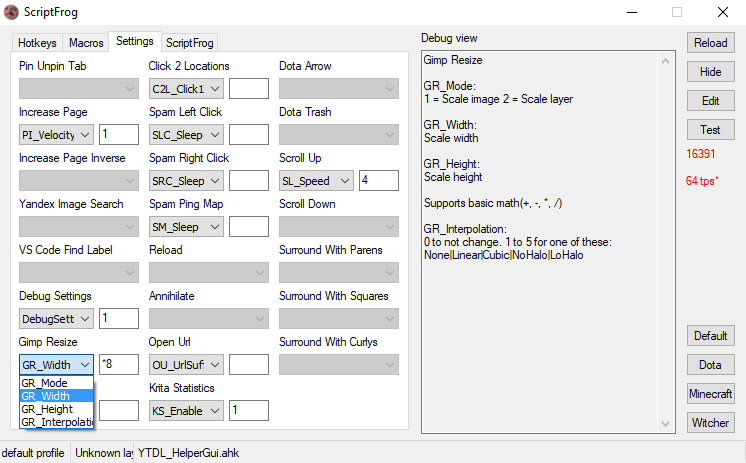 ScriptFrog
Hotkeys Macros Settings ScriptFrog
Pin Unpin Tab
Click 2 Locations
C2L_Click1
Dota Arrow
Increase Page
PI_Velocity 1
Spam Left Click
SLC_Sleep
Dota Trash
Increase Page Inverse
Spam Right Click
SRC_Sleep
Scroll Up
SL_Speed 4
Yandex Image Search
Spam Ping Map
SM_Sleep
Scroll Down
VS Code Find Label
Reload
Surround With Parens
Debug Settings
DebugSett 1
Annihilate
Surround With Squares
Gimp Resize
GR_Width *8
Open Url
OU_UrlSuff
Surround With Curlys
GR_Mode
GR_Width
GR_Height
GR_Interpolati
Krita Statistics
KS_Enable 1
Debug view
Gimp Resize
GR_Mode:
1 = Scale image 2 = Scale layer
GR_Width:
Scale width
GR_Height:
Scale height
Supports basic math(+, -, *, /)
GR_Interpolation:
0 to not change. 1 to 5 for one of these:
None|Linear|Cubic|NoHalo|LoHalo
Reload
Hide
Edit
Test
16391
64 tps*
Default
Dota
Minecraft
Witcher
default profile Unknown lay YTDL_HelperGui.ahk